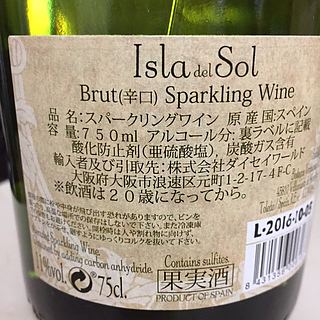 Isla del Sol
Brut(辛口) Sparkling Wine
品名:スパークリングワイン 原産国:スペイン
容量:750ml アルコール分:裏ラベルに記載
酸化防止剤(亜硫酸塩)、炭酸ガス含有
輸入者及び引取先:株式会社ダイセイワールド
大阪府大阪市浪速区元町1-2-17-4F-C
※飲酒は20歳になってから。
L-2016-10-05
Sparkling Wine.
adding carbon anhydride.
11%vol. 75cl.
Contains sulfites.
果実酒
PRODUCT OF SPAIN